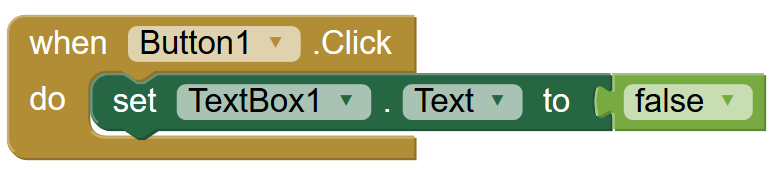 when Button1 .Click
do set TextBox1 . Text to false